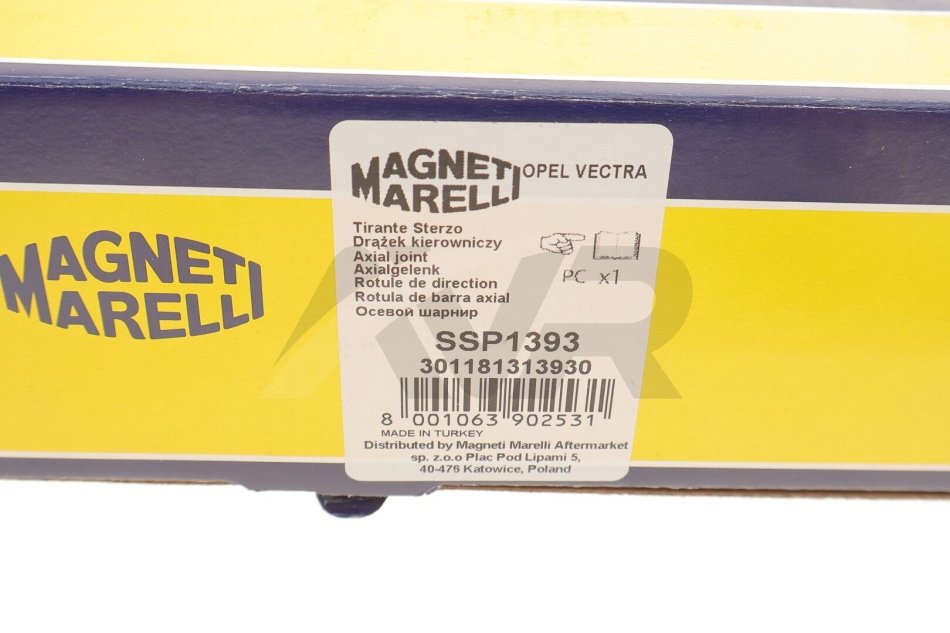 MAGNETI
MARELLI
MAGNETI
MARELLI
OPEL VECTRA
Tirante Sterzo
Drążek kierowniczy
Axial joint
Axialgelenk
Rotule de direction
Rotula de barra axial
Осевой шарнир
PC x1
SSP1393
301181313930
8 001063 902531
MADE IN TURKEY
Distributed by Magneti Marelli Aftermarket
sp. z.o.o Plac Pod Lipami 5,
40-476 Katowice, Poland
AVR